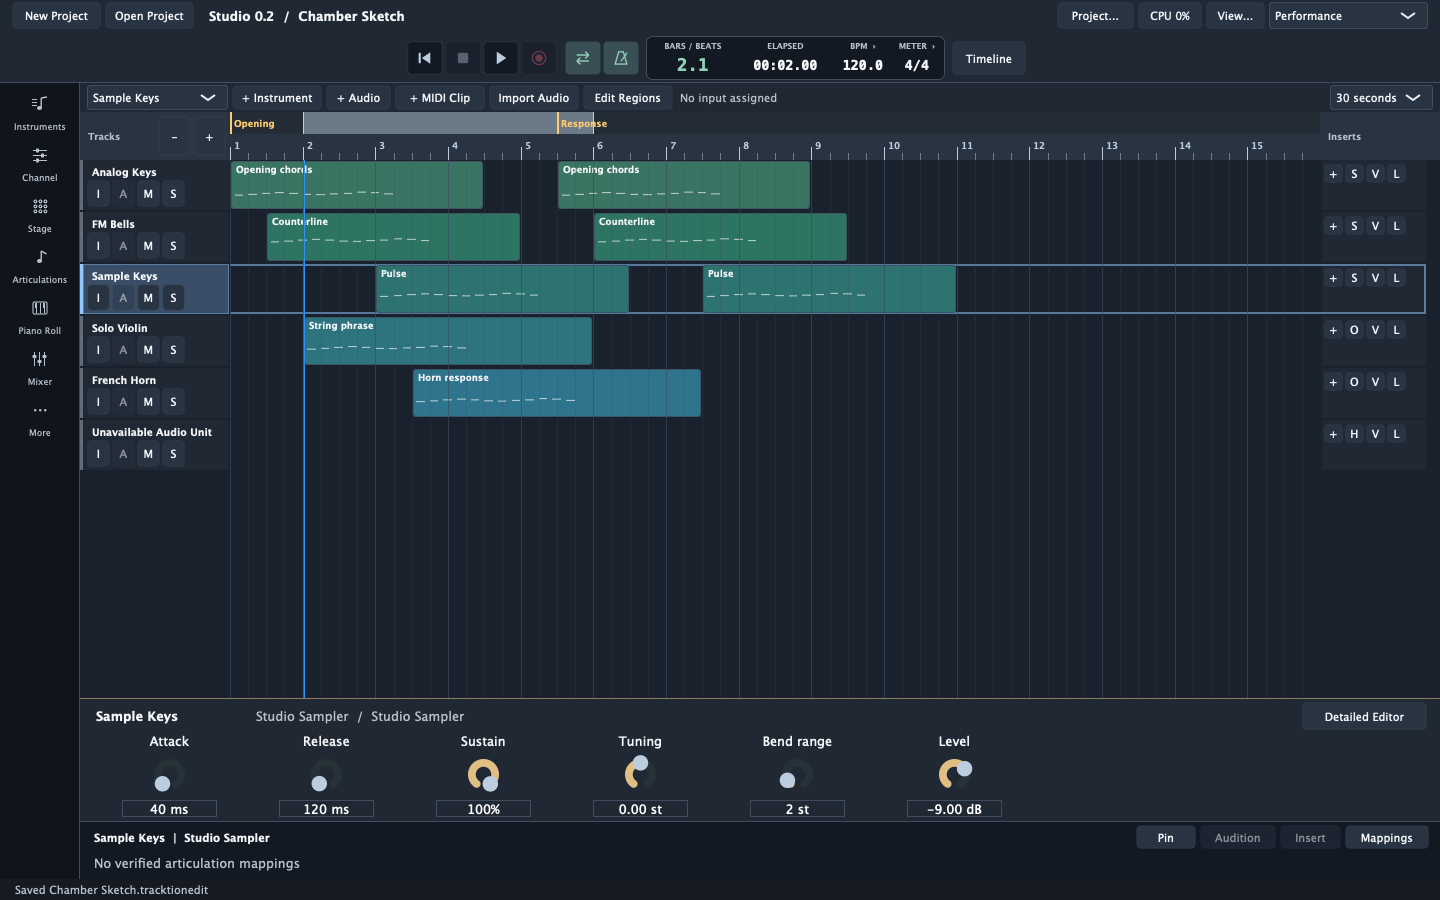 New Project Open Project Studio 0.2 / Chamber Sketch Project... CPU 0% View... Performance
BARS / BEATS ELAPSED BPM › METER ›
2.1 00:02.00 120.0 4/4 Timeline
Sample Keys + Instrument + Audio + MIDI Clip Import Audio Edit Regions No input assigned 30 seconds
Instruments
Channel
Stage
Articulations
Piano Roll
Mixer
More
Tracks - + Opening Response Inserts
1 2 3 4 5 6 7 8 9 10 11 12 13 14 15
Analog Keys Opening chords Opening chords
I A M S + S V L
FM Bells Counterline Counterline
I A M S + S V L
Sample Keys Pulse Pulse
I A M S + S V L
Solo Violin String phrase
I A M S + O V L
French Horn Horn response
I A M S + O V L
Unavailable Audio Unit
I A M S + H V L
Sample Keys Studio Sampler / Studio Sampler Detailed Editor
Attack Release Sustain Tuning Bend range Level
40 ms 120 ms 100% 0.00 st 2 st -9.00 dB
Sample Keys | Studio Sampler Pin Audition Insert Mappings
No verified articulation mappings
Saved Chamber Sketch.tracktionedit